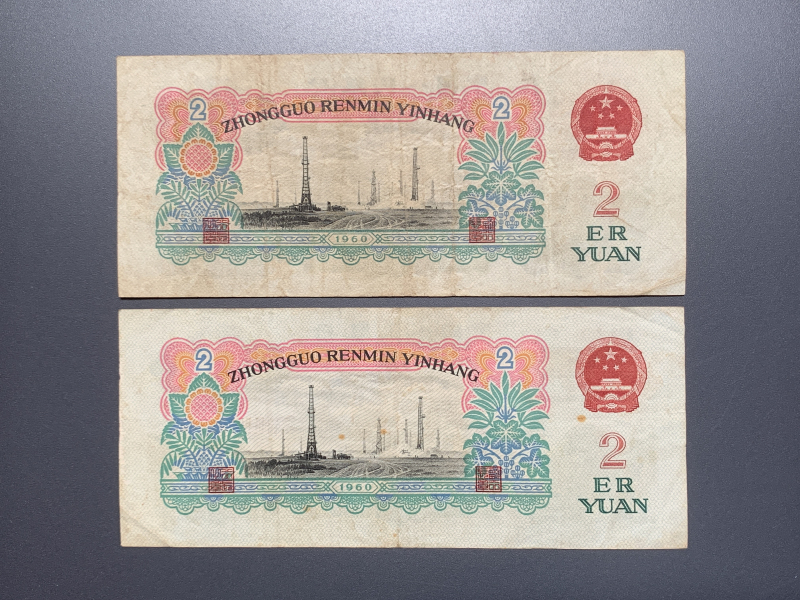 2 2
ZHONGGUO RENMIN YINHANG
1960
2
ER
YUAN
2 2
ZHONGGUO RENMIN YINHANG
1960
2
ER
YUAN